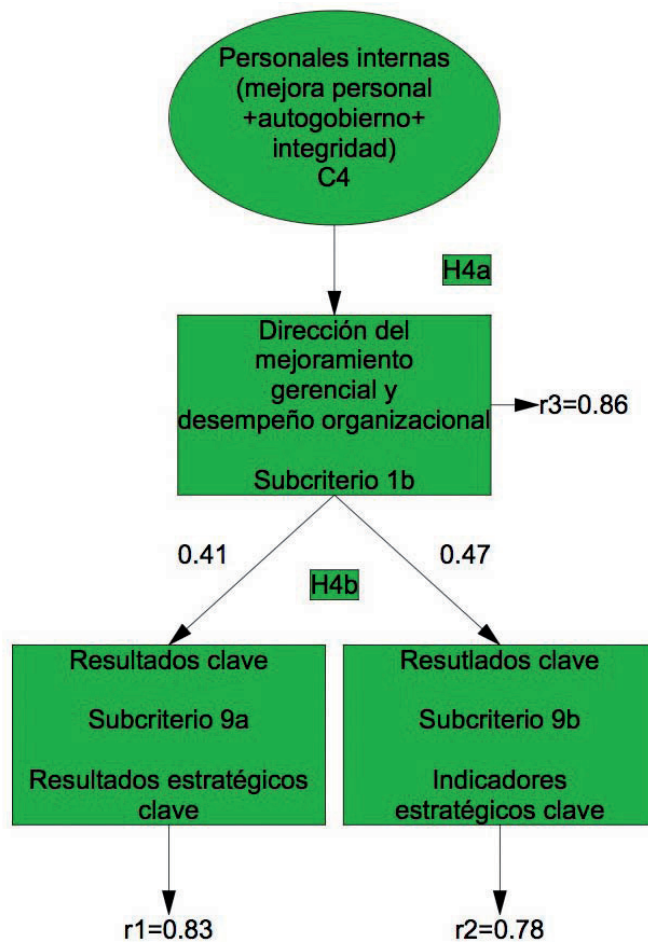 Personales internas
(mejora personal
+autogobierno+
integridad)
C4
H4a
Dirección del
mejoramiento
gerencial y
desempeño organizacional
Subcriterio 1b
r3=0.86
0.41
0.47
H4b
Resultados clave
Subcriterio 9a
Resultados estratégicos
clave
Resutlados clave
Subcriterio 9b
Indicadores
estratégicos clave
r1=0.83
r2=0.78